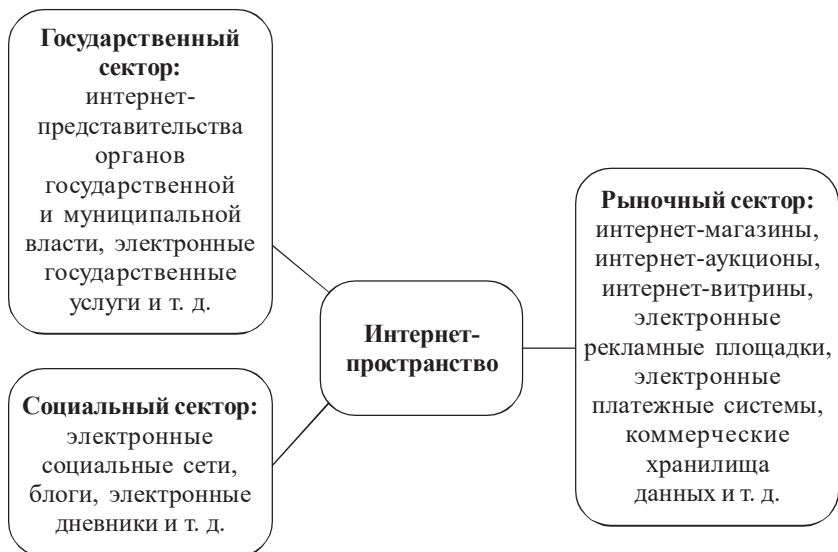 Государственный
сектор:
интернет-
представительства
органов
государственной
и муниципальной
власти, электронные
государственные
услуги и т. д.
Социальный сектор:
электронные
социальные сети,
блоги, электронные
дневники и т. д.
Интернет-
пространство
Рыночный сектор:
интернет-магазины,
интернет-аукционы,
интернет-витрины,
электронные
рекламные площадки,
электронные
платежные системы,
коммерческие
хранилища
данных и т. д.